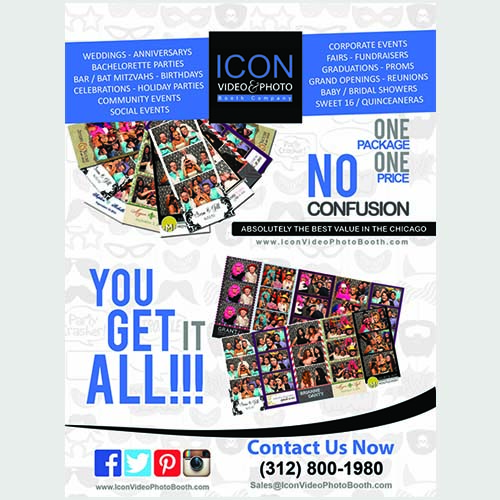 WEDDINGS - ANNIVERSARYS
BACHELORETTE PARTIES
BAR / BAT MITZVAHS - BIRTHDAYS
CELEBRATIONS - HOLIDAY PARTIES
COMMUNITY EVENTS
SOCIAL EVENTS
ICON
VIDEO&PHOTO
Booth Company
CORPORATE EVENTS
FAIRS - FUNDRAISERS
GRADUATIONS - PROMS
GRAND OPENINGS - REUNIONS
BABY / BRIDAL SHOWERS
SWEET 16 / QUINCEANERAS
ONE
PACKAGE
ONE
PRICE
NO
CONFUSION
ABSOLUTELY THE BEST VALUE IN THE CHICAGO
www.IconVideoPhotoBooth.com
YOU
GET IT
ALL!!!
GRANT
BRIANNE
DANTY
Contact Us Now
(312) 800-1980
www.IconVideoPhotoBooth.com
Sales@IconVideoPhotoBooth.com